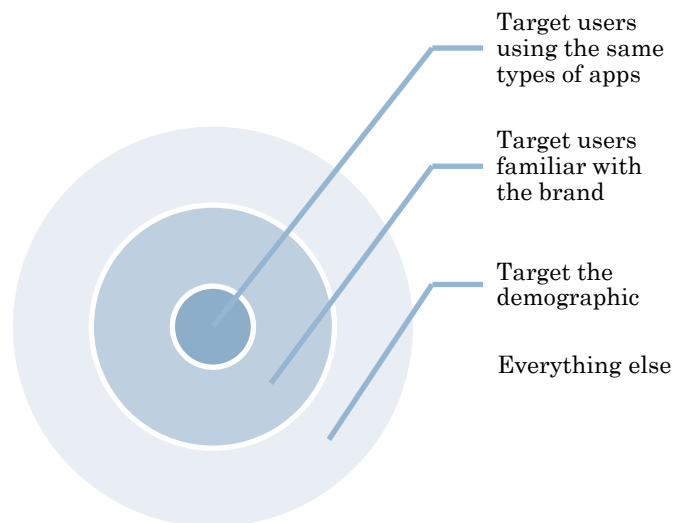 Target users
using the same
types of apps
Target users
familiar with
the brand
Target the
demographic
Everything else